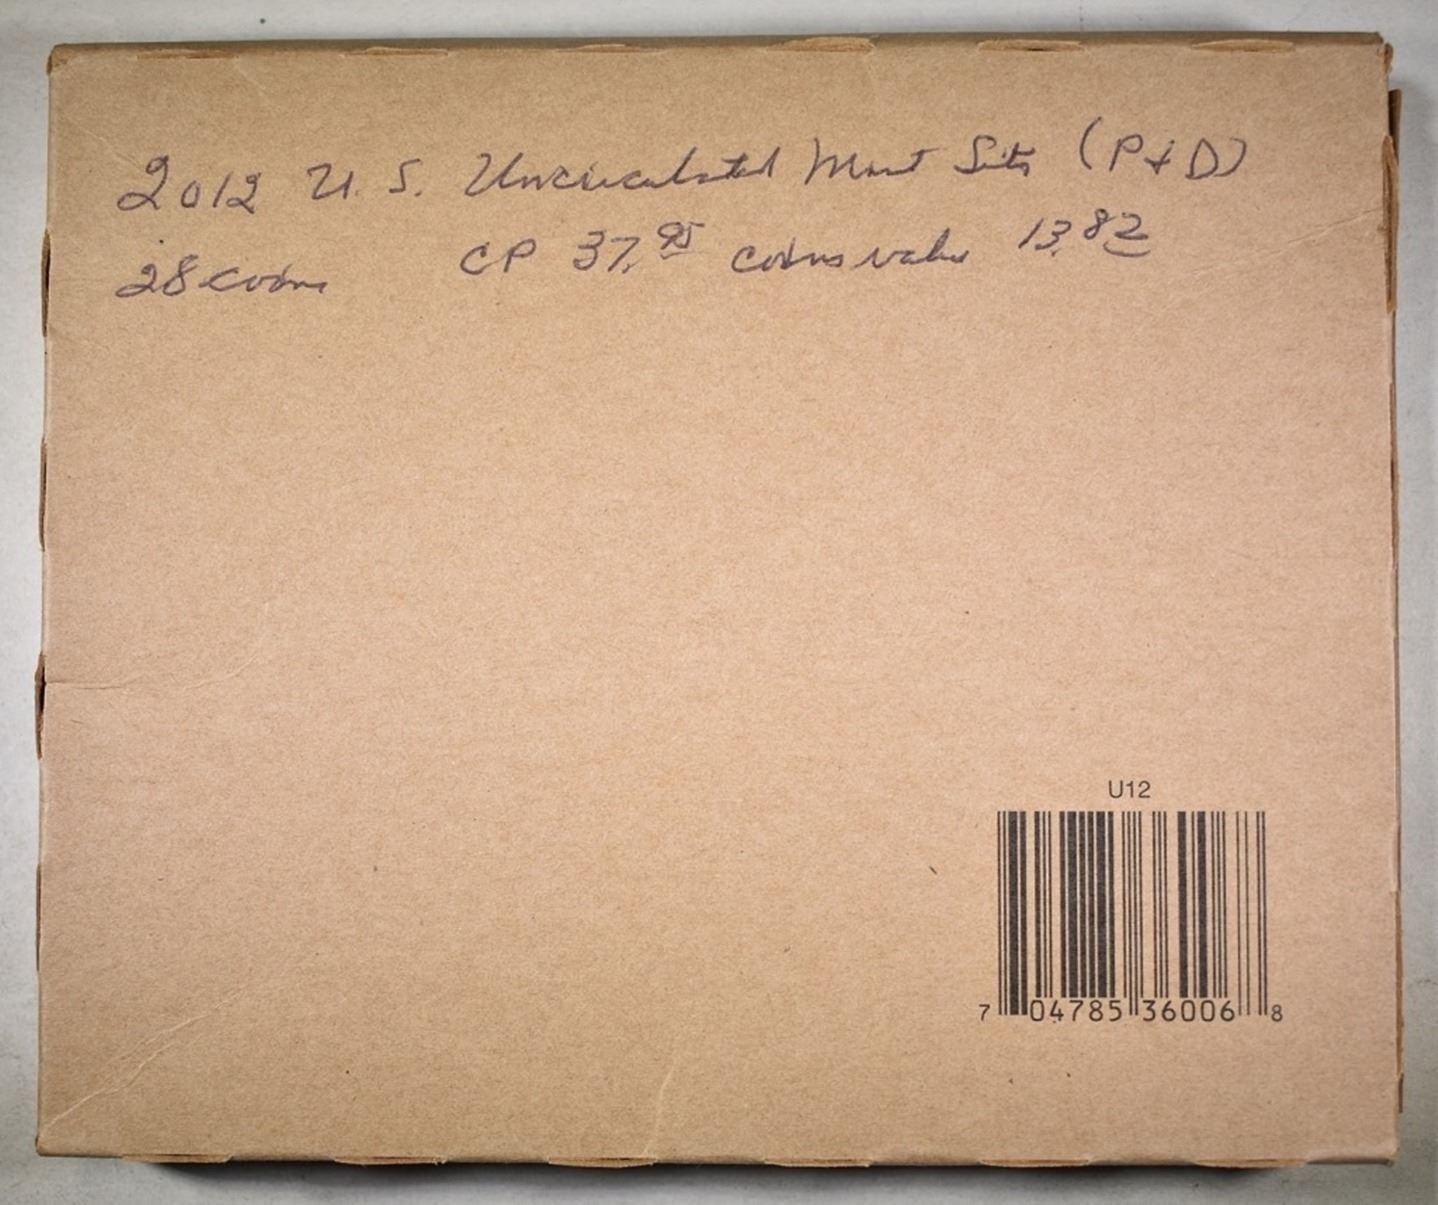 2012 U.S. Uncirculated Mint Sets (P & D)
28 coins CP 37.95 coins value 13.82
U12
7 04785 36006 8